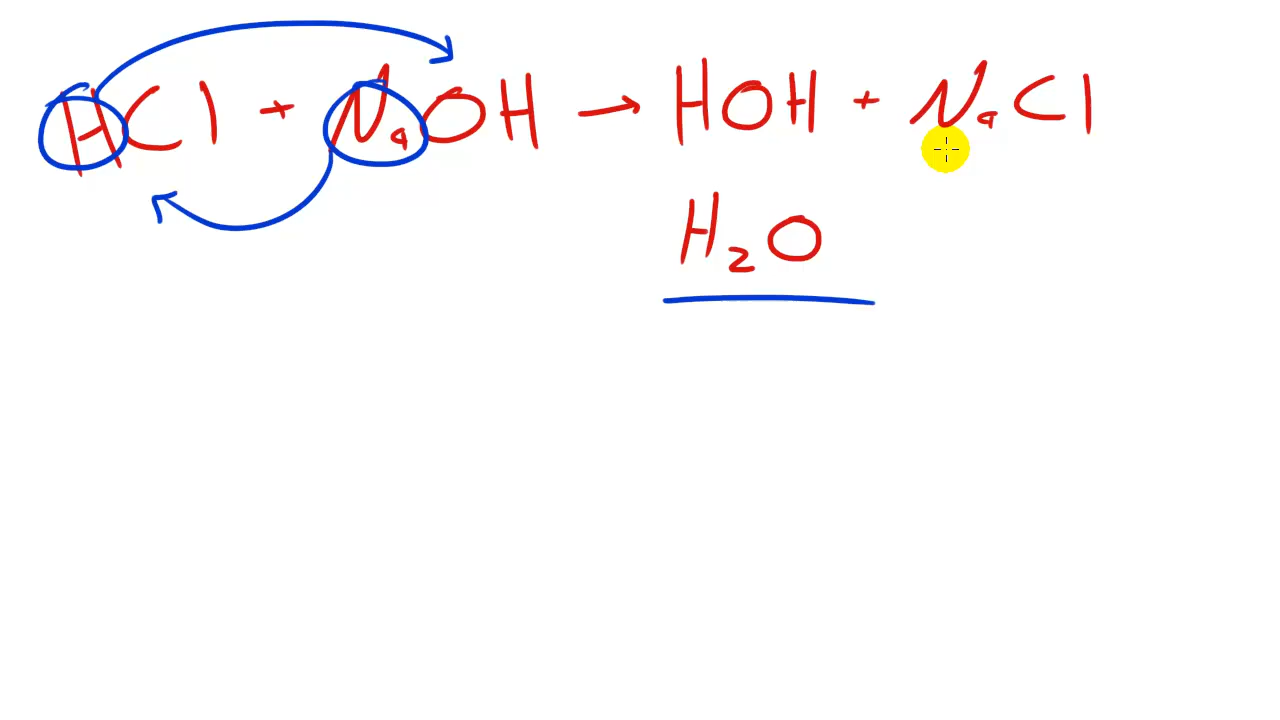 HCl + NaOH → HOH + NaCl
H₂O